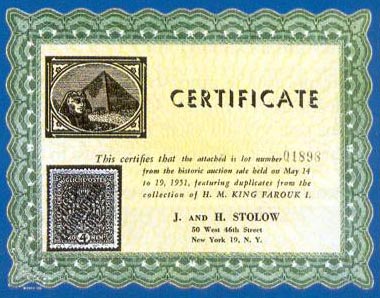 CERTIFICATE
This certifies that the attached is lot number 01898
from the historic auction sale held on May 14
to 19, 1951, featuring duplicates from the
collection of H. M. KING FAROUK I.
J. AND H. STOLOW
50 West 46th Street
New York 19, N. Y.
4